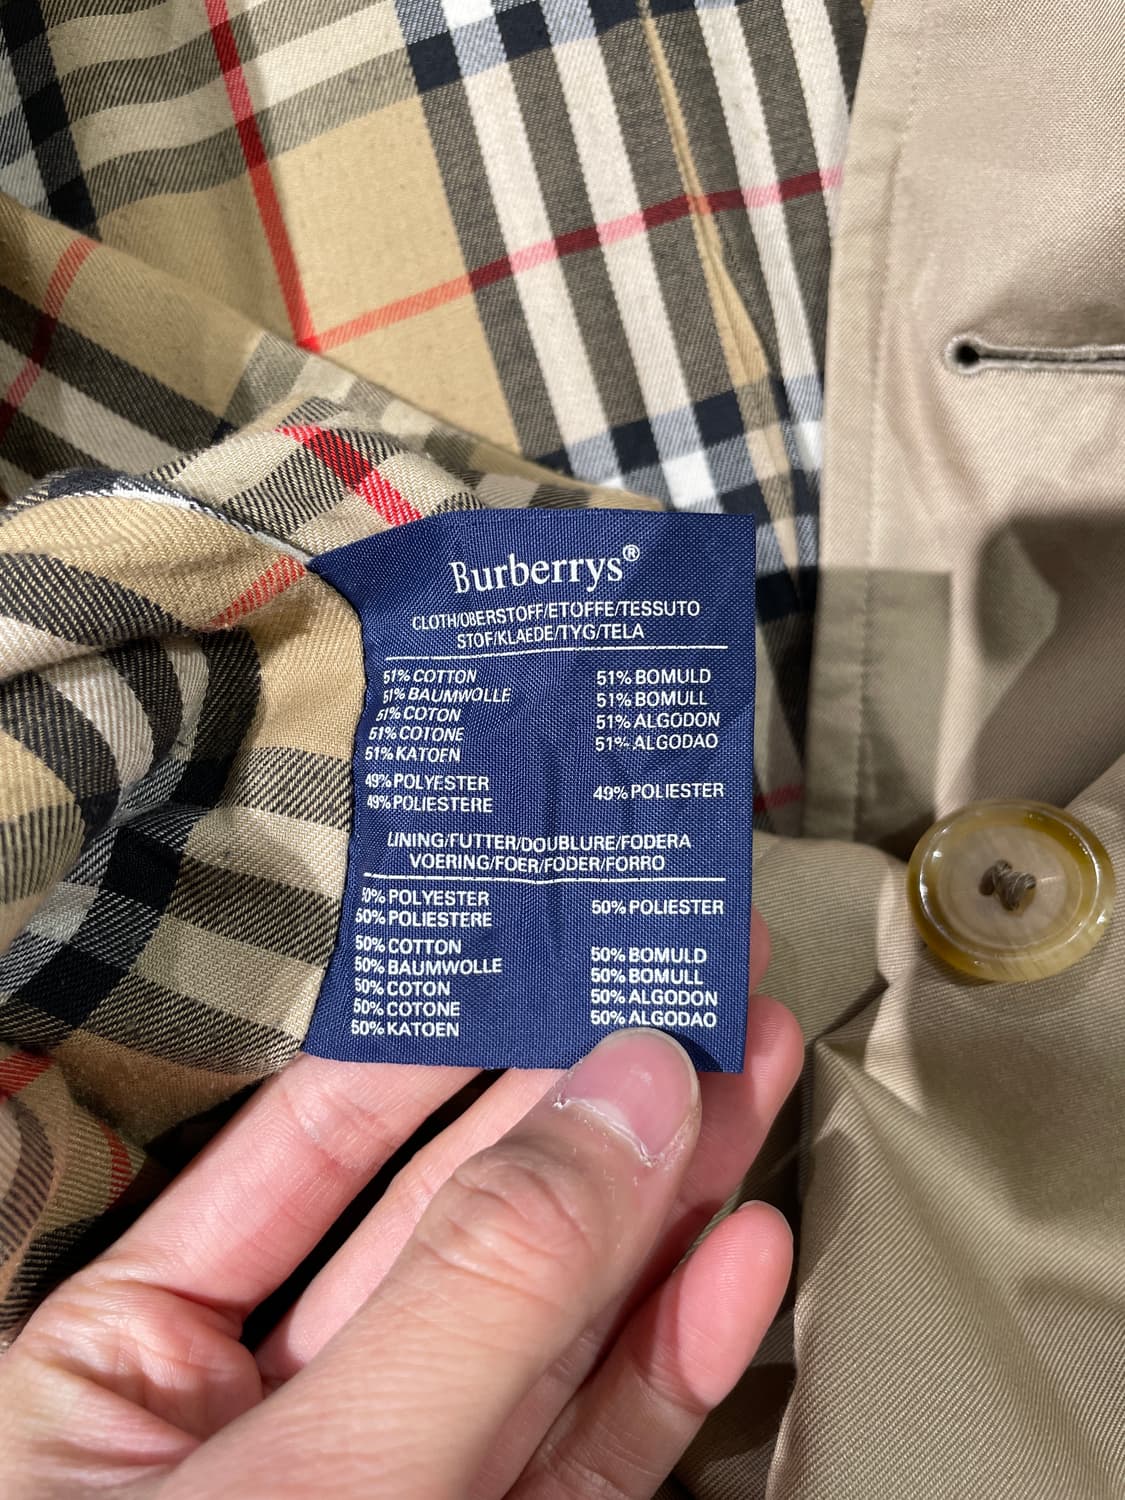 Burberrys®
CLOTH/OBERSTOFF/ETOFFE/TESSUTO
STOF/KLAEDE/TYG/TELA
51% COTTON
51% BAUMWOLLE
51% COTON
51% COTONE
51% KATOEN
51% BOMULD
51% BOMULL
51% ALGODON
51% ALGODAO
49% POLYESTER
49% POLIESTERE
49% POLIESTER
LINING/FUTTER/DOUBLURE/FODERA
VOERING/FOER/FODER/FORRO
50% POLYESTER
50% POLIESTERE
50% POLIESTER
50% COTTON
50% BAUMWOLLE
50% COTON
50% COTONE
50% KATOEN
50% BOMULD
50% BOMULL
50% ALGODON
50% ALGODAO